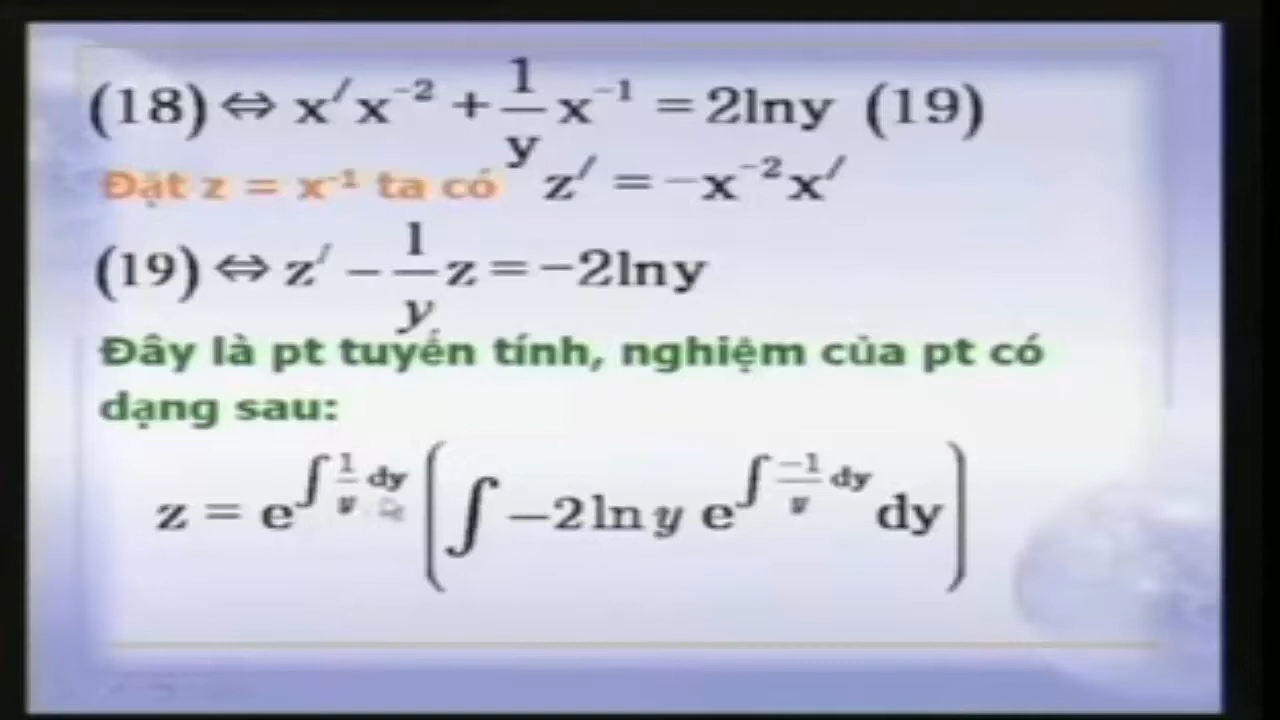 (18) ⇔ x′x⁻² + 1/y x⁻¹ = 2lny (19)
Đặt z = x⁻¹ ta có z′ = −x⁻²x′
(19) ⇔ z′ − 1/y z = −2lny
Đây là pt tuyến tính, nghiệm của pt có
dạng sau:
z = e^{∫ 1/y dy} (∫ −2ln y e^{∫ −1/y dy} dy)